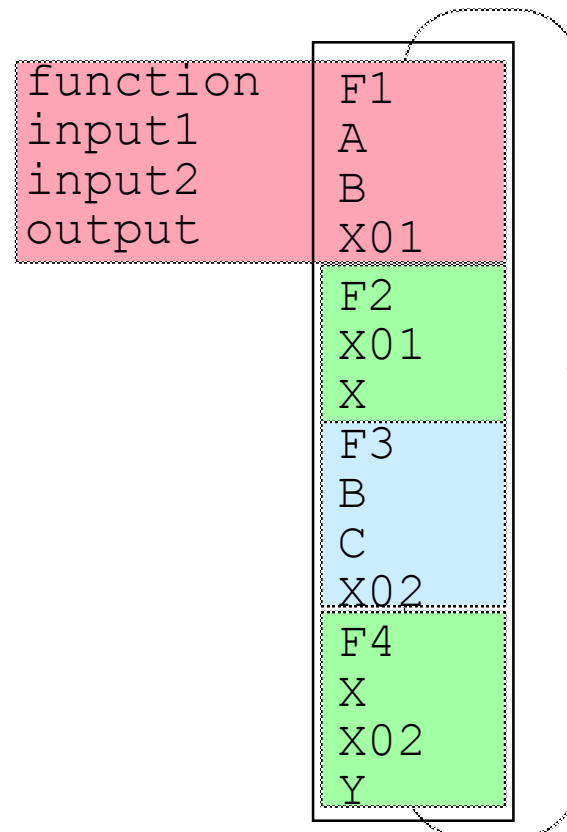 function F1
input1 A
input2 B
output X01
F2
X01
X
F3
B
C
X02
F4
X
X02
Y